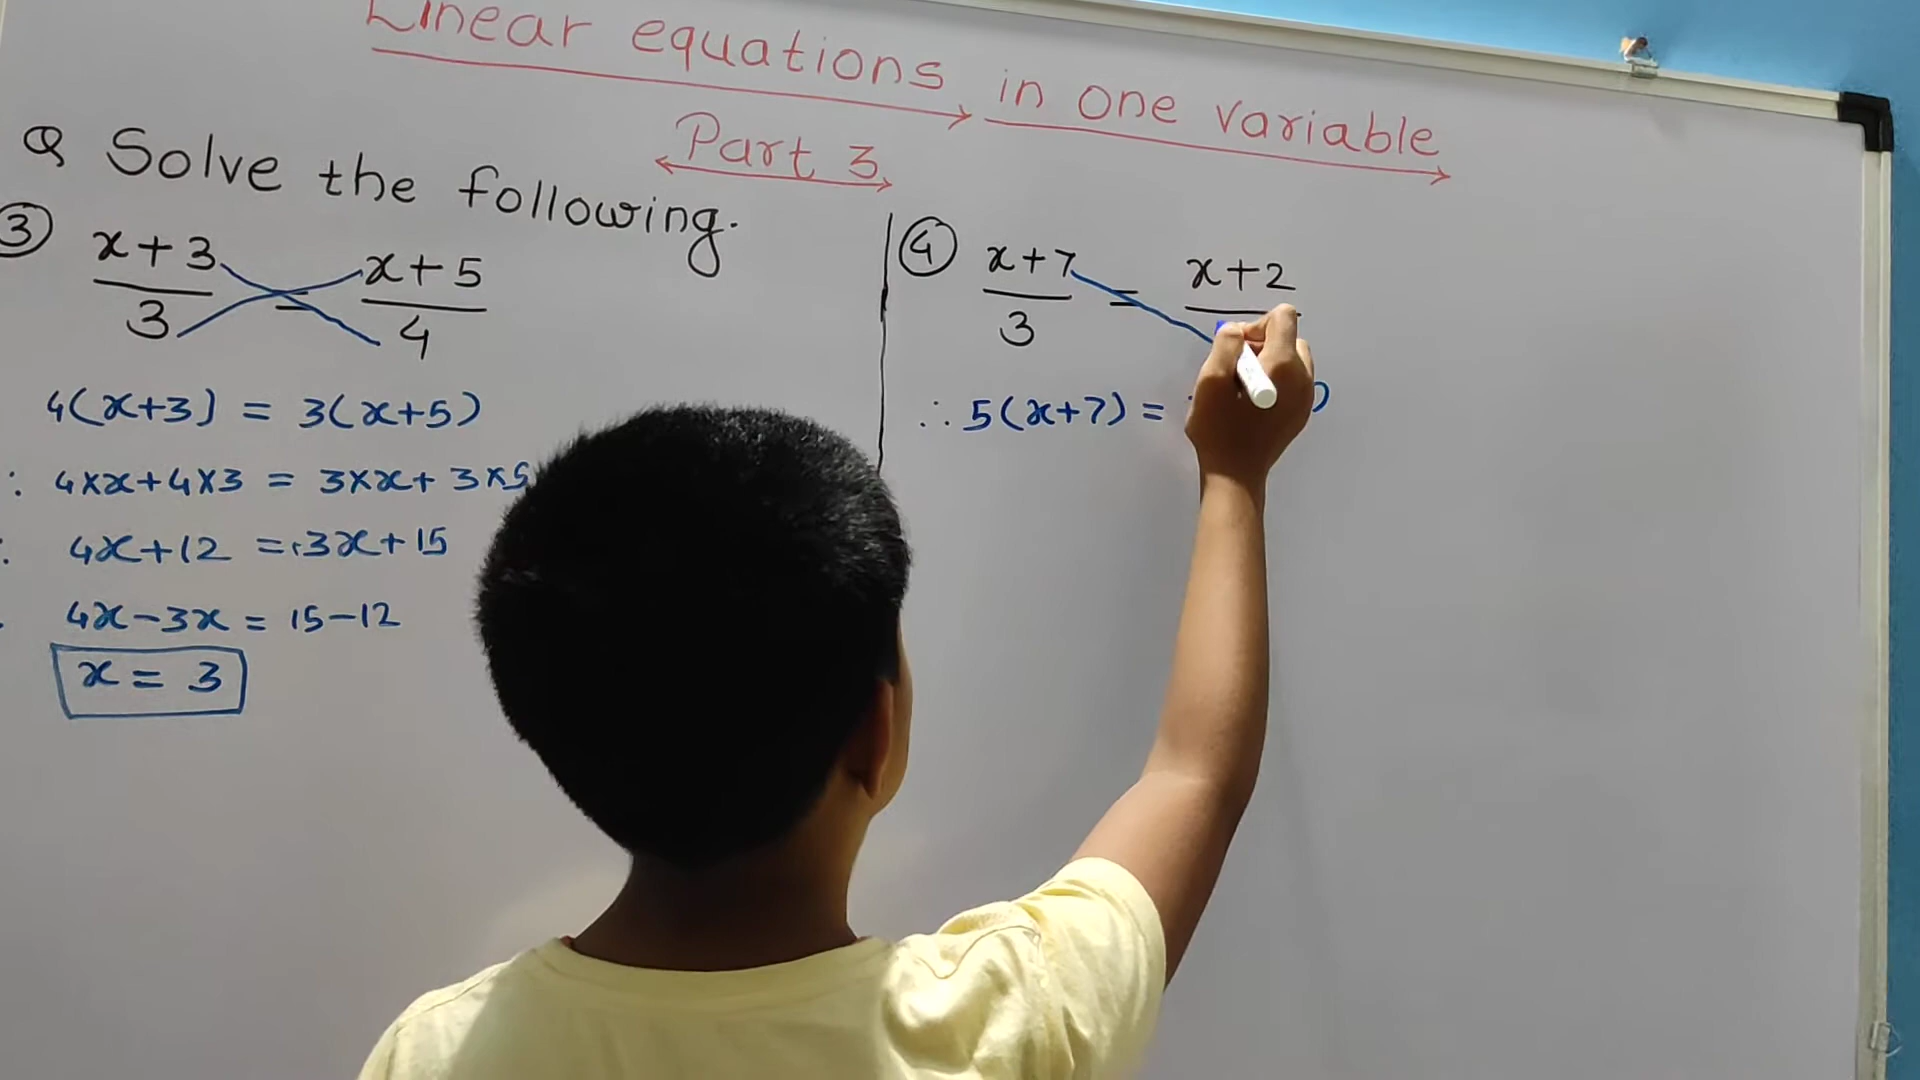 Linear equations in one variable
Part 3
Q Solve the following.
③ x+3/3 = x+5/4
4(x+3) = 3(x+5)
∴ 4×x+4×3 = 3×x+3×5
∴ 4x+12 = 3x+15
4x-3x = 15-12
x = 3
④ x+7/3 = x+2
∴ 5(x+7) = )